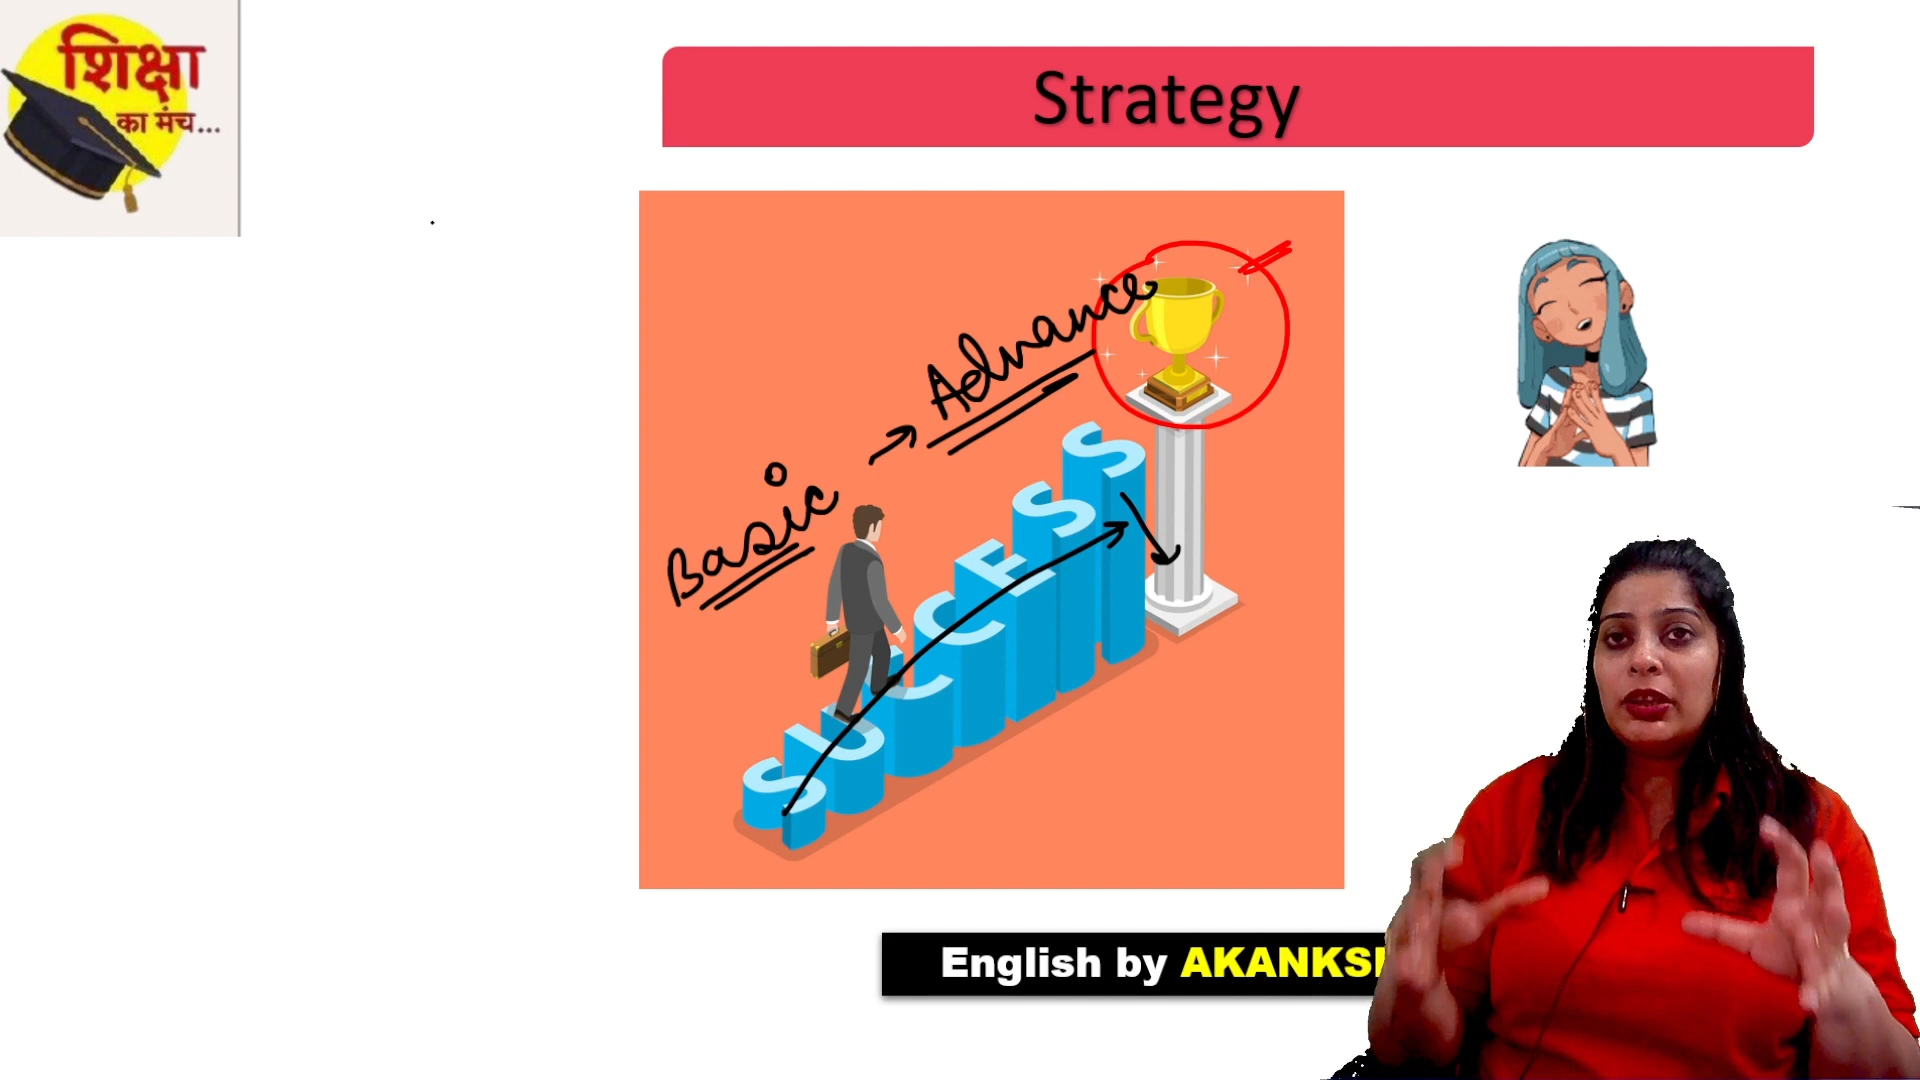 शिक्षा
का मंच...
Strategy
Basic → Advance
SUCCESS
English by AKANKS